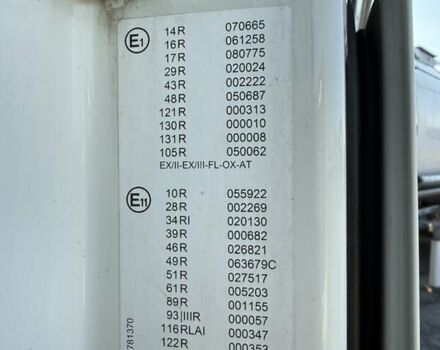 E1
14R 070665
16R 061258
17R 080775
29R 020024
43R 002222
48R 050687
121R 000313
130R 000010
131R 000008
105R 050062
EX/II-EX/III-FL-OX-AT
E11
10R 055922
28R 002269
34RI 020130
39R 000682
46R 026821
49R 063679C
51R 027517
61R 005203
89R 001155
93|IIIR 000057
116RLAI 000347
122R 000353
781370